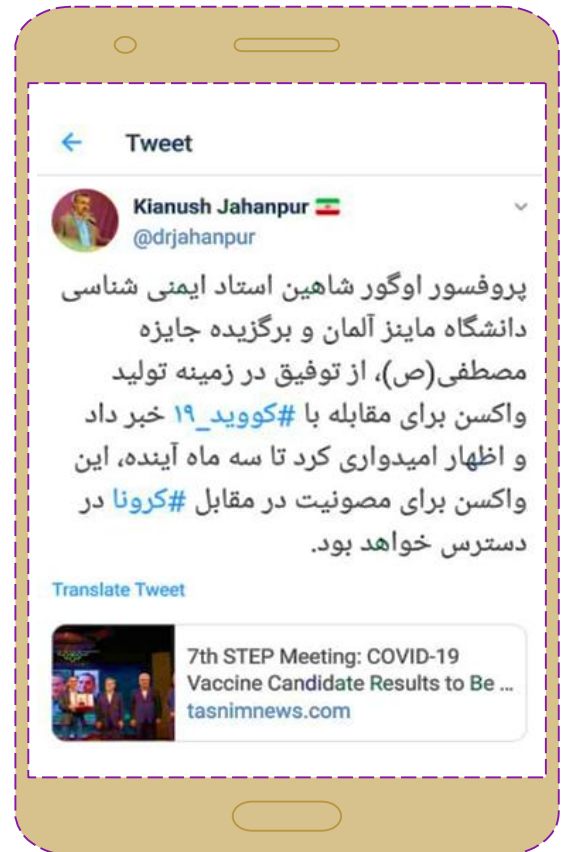 Tweet
Kianush Jahanpur 🇮🇷
@drjahanpur
پروفسور اوگور شاهین استاد ایمنی شناسی
دانشگاه ماینز آلمان و برگزیده جایزه
مصطفی(ص)، از توفیق در زمینه تولید
واکسن برای مقابله با #کووید_۱۹ خبر داد
و اظهار امیدواری کرد تا سه ماه آینده، این
واکسن برای مصونیت در مقابل #کرونا در
دسترس خواهد بود.
Translate Tweet
7th STEP Meeting: COVID-19
Vaccine Candidate Results to Be ...
tasnimnews.com